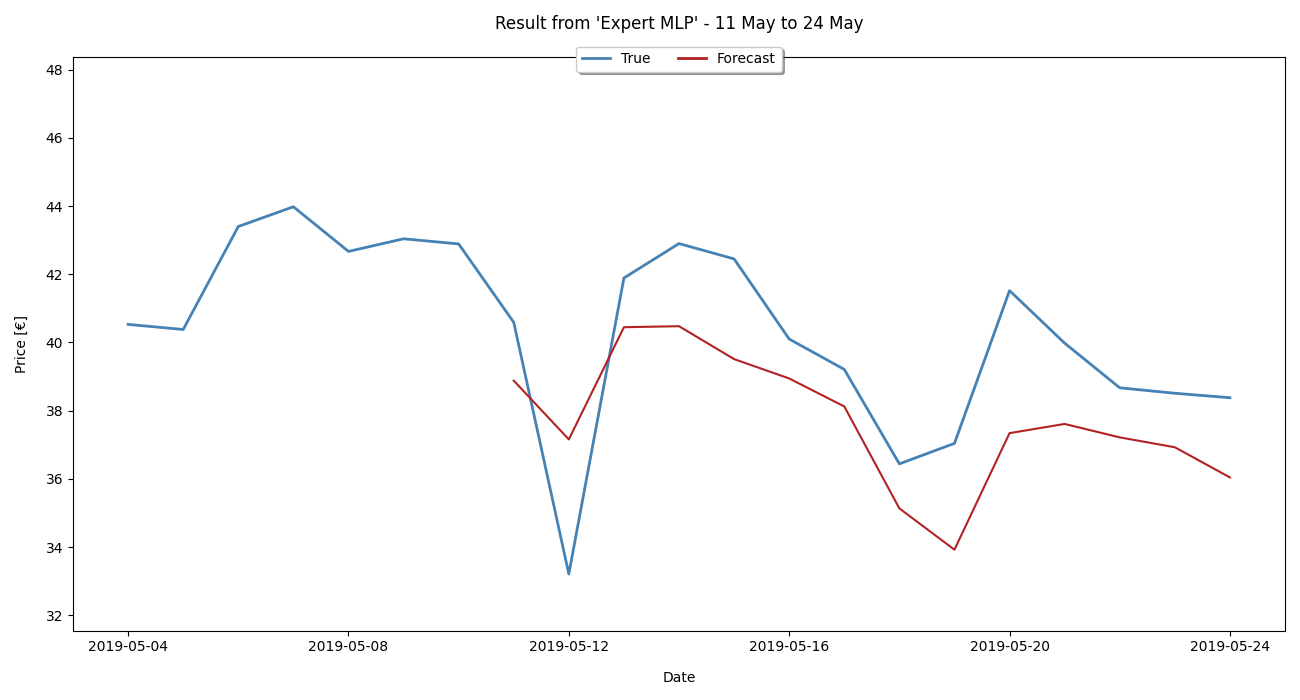 Result from 'Expert MLP' - 11 May to 24 May
True Forecast
48
46
44
42
40
38
36
34
32
Price [€]
2019-05-04 2019-05-08 2019-05-12 2019-05-16 2019-05-20 2019-05-24
Date